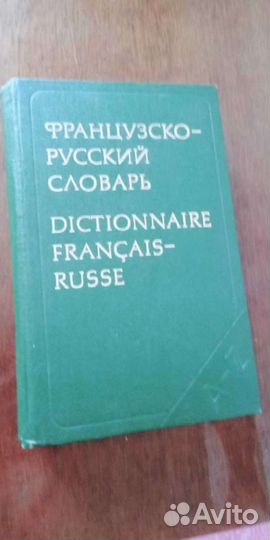 ФРАНЦУЗСКО-
РУССКИЙ
СЛОВАРЬ
DICTIONNAIRE
FRANÇAIS-
RUSSE
Avito